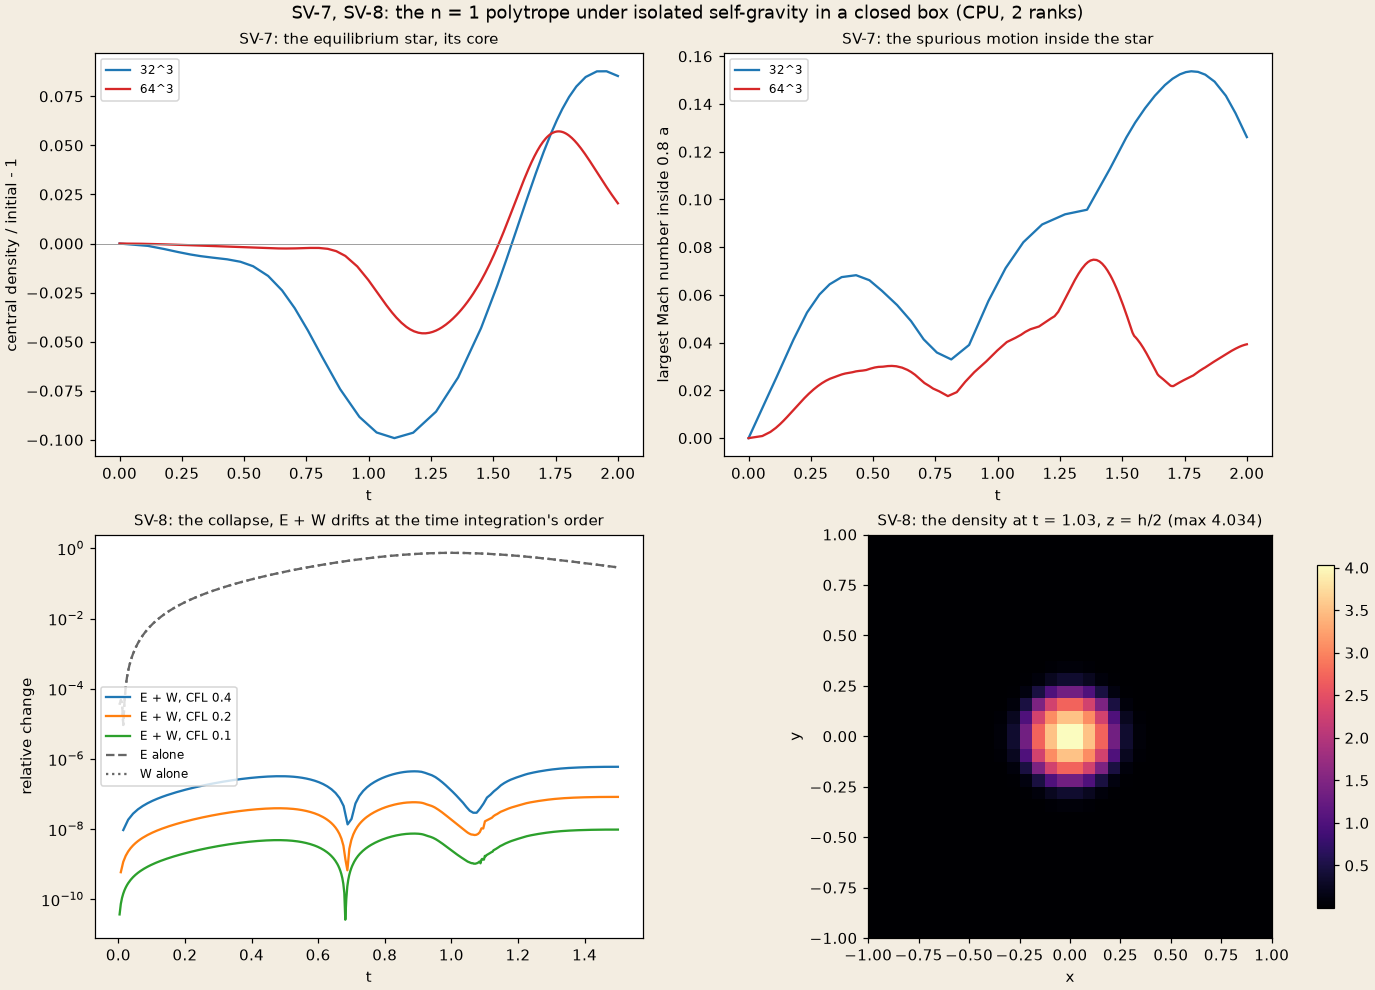 SV-7, SV-8: the n = 1 polytrope under isolated self-gravity in a closed box (CPU, 2 ranks)
SV-7: the equilibrium star, its core
32^3
64^3
central density / initial - 1
0.075
0.050
0.025
0.000
−0.025
−0.050
−0.075
−0.100
0.00 0.25 0.50 0.75 1.00 1.25 1.50 1.75 2.00
t
SV-7: the spurious motion inside the star
32^3
64^3
largest Mach number inside 0.8 a
0.16
0.14
0.12
0.10
0.08
0.06
0.04
0.02
0.00
0.00 0.25 0.50 0.75 1.00 1.25 1.50 1.75 2.00
t
SV-8: the collapse, E + W drifts at the time integration's order
relative change
10^0
10^−2
10^−4
10^−6
10^−8
10^−10
E + W, CFL 0.4
E + W, CFL 0.2
E + W, CFL 0.1
E alone
W alone
0.0 0.2 0.4 0.6 0.8 1.0 1.2 1.4
t
SV-8: the density at t = 1.03, z = h/2 (max 4.034)
y
1.00
0.75
0.50
0.25
0.00
−0.25
−0.50
−0.75
−1.00
−1.00 −0.75 −0.50 −0.25 0.00 0.25 0.50 0.75 1.00
x
4.0
3.5
3.0
2.5
2.0
1.5
1.0
0.5